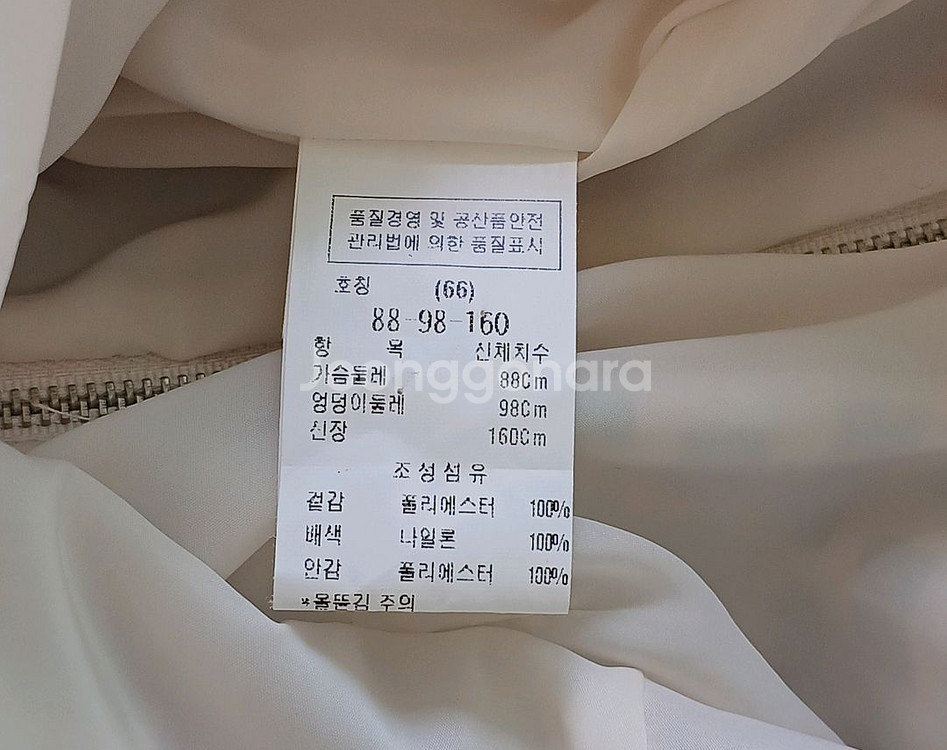 품질경영 및 공산품안전
관리법에 의한 품질표시
호칭 (66)
88-98-160
항 목 신체치수
가슴둘레 88Cm
엉덩이둘레 98Cm
신장 160Cm
조성섬유
겉감 폴리에스터 100%
배색 나일론 100%
안감 폴리에스터 100%
*올뜯김 주의
Joonggonara